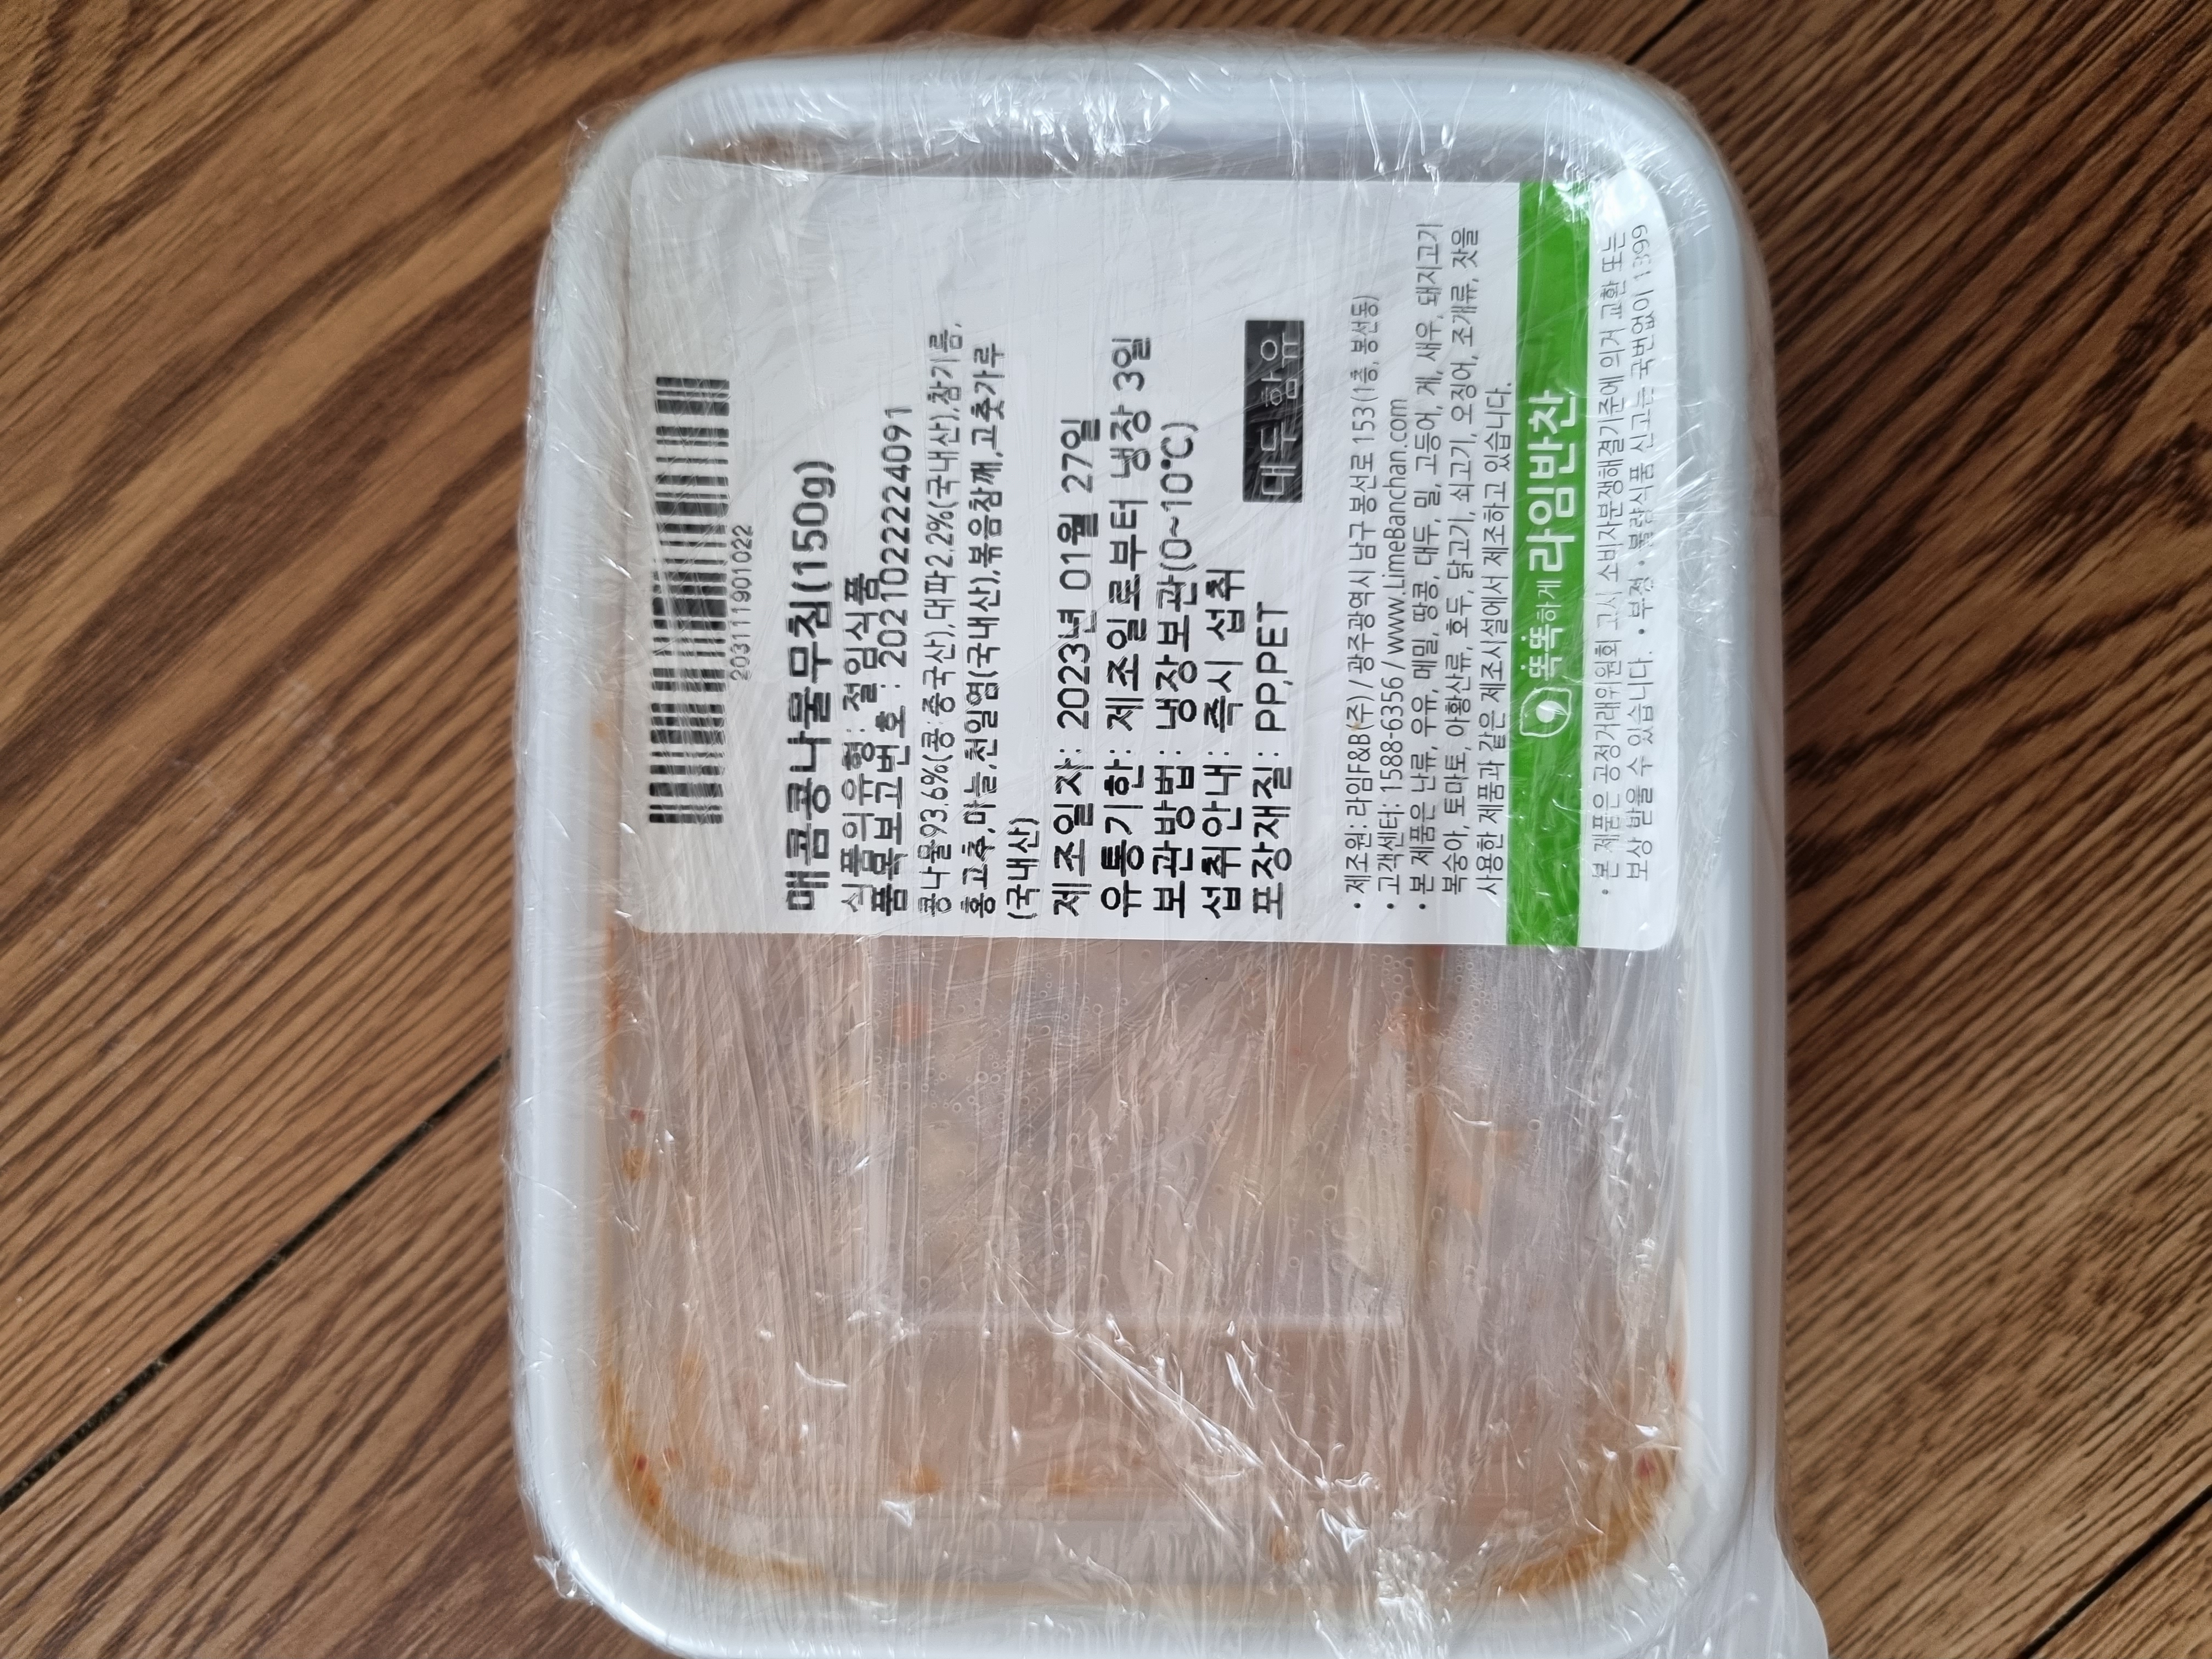 203111901022
매콤콩나물무침(150g)
식품의유형: 절임식품
품목보고번호 : 20210222224091
콩나물93.6%(콩:중국산),대파2.2%(국내산),참기름,
홍고추,마늘,천일염(국내산),볶음참깨,고춧가루
(국내산)
제조일자: 2023년 01월 27일
유통기한: 제조일로부터 냉장 3일
보관방법: 냉장보관(0~10℃)
섭취안내: 즉시 섭취
포장재질: PP,PET
대두 함유
• 제조원: 라임F&B(주) / 광주광역시 남구 봉선로 153(1층, 봉선동)
• 고객센터: 1588-6356 / www.LimeBanchan.com
• 본 제품은 난류, 우유, 메밀, 땅콩, 대두, 밀, 고등어, 게, 새우, 돼지고기
복숭아, 토마토, 아황산류, 호두, 닭고기, 쇠고기, 오징어, 조개류, 잣을
사용한 제품과 같은 제조시설에서 제조하고 있습니다.
똑똑하게 라임반찬
• 본 제품은 공정거래위원회 고시 소비자분쟁해결기준에 의거 교환 또는
보상 받을 수 있습니다. • 부정 • 불량식품 신고는 국번없이 1399